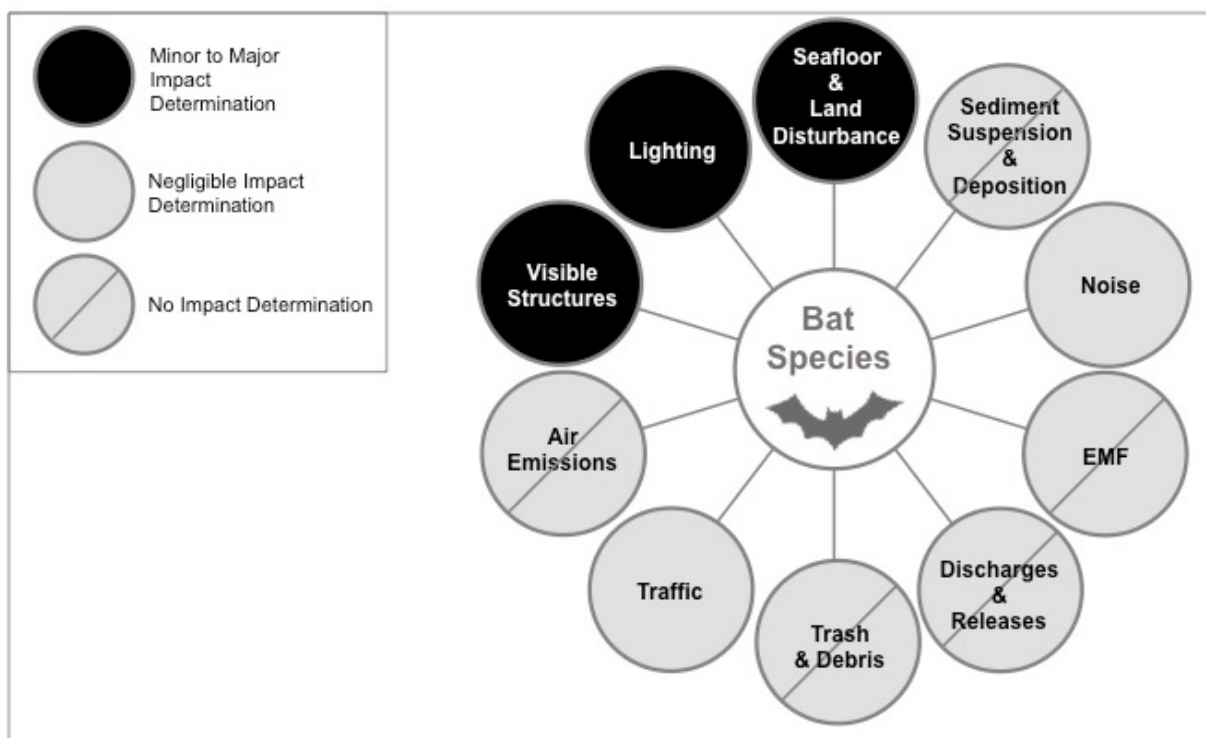 Minor to Major
Impact
Determination
Negligible Impact
Determination
No Impact Determination
Seafloor
&
Land
Disturbance
Sediment
Suspension
&
Deposition
Noise
EMF
Discharges
&
Releases
Trash
& Debris
Traffic
Air
Emissions
Visible
Structures
Lighting
Bat
Species